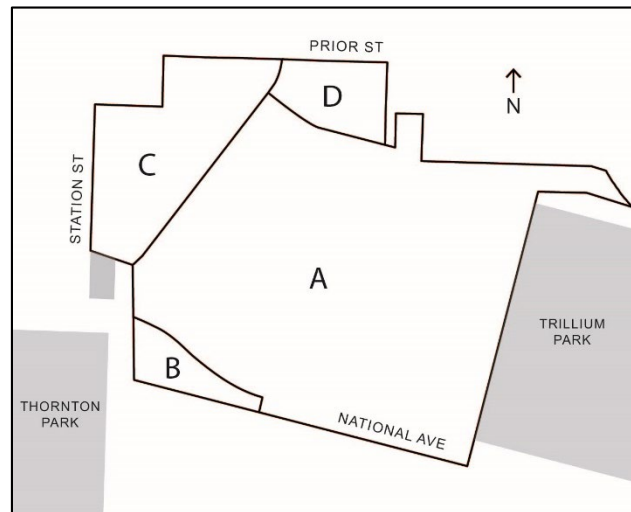 PRIOR ST
D
N
C
STATION ST
A
TRILLIUM
PARK
B
THORNTON
PARK
NATIONAL AVE